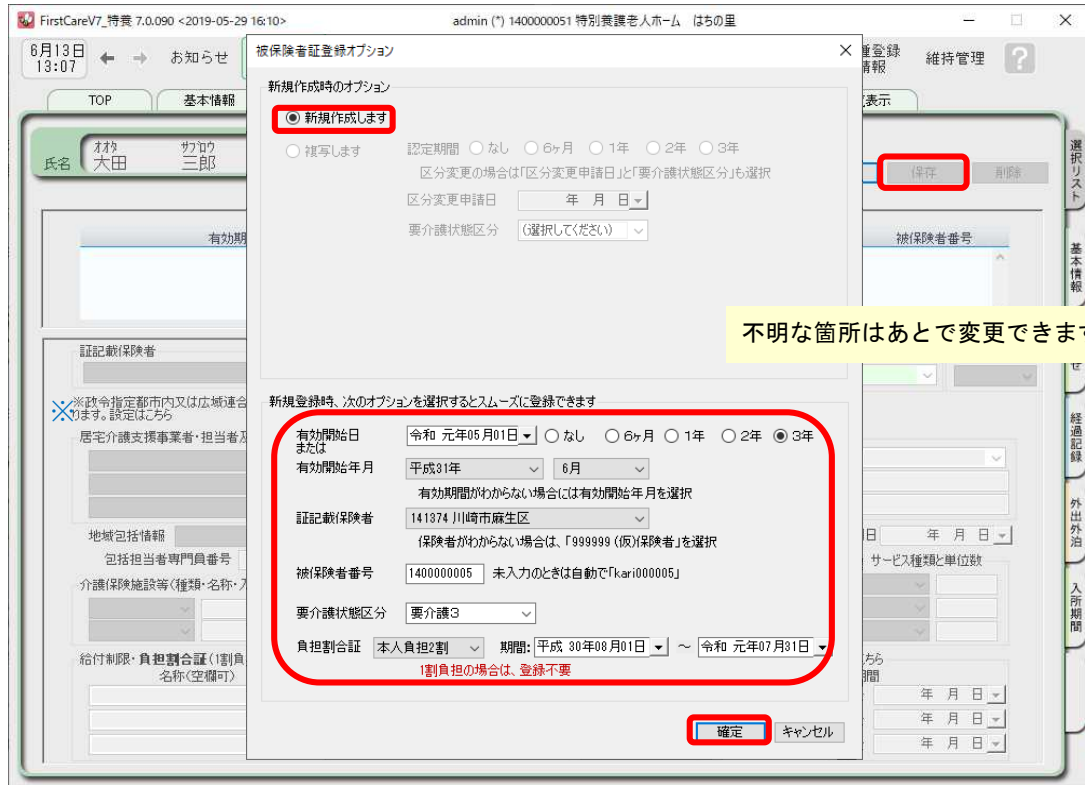 FirstCareV7_特養 7.0.090 <2019-05-29 16:10> admin (*) 1400000051 特別養護老人ホーム はちの里
6月13日
13:07
お知らせ
維持管理
TOP
基本情報
表示
被保険者証登録オプション
新規作成時のオプション
新規作成します
複写します
認定期間 なし 6ヶ月 1年 2年 3年
区分変更の場合は「区分変更申請日」と「要介護状態区分」も選択
区分変更申請日 年 月 日
要介護状態区分 (選択してください)
オオタ サブロウ
氏名 大田 三郎
保存 削除
有効期
被保険者番号
不明な箇所はあとで変更できます
証記載保険者
※ ※政令指定都市内又は広域連合
ります。設定はこちら
居宅介護支援事業者・担当者及
地域包括情報
包括担当者専門員番号
介護保険施設等(種類・名称・入
給付制限・負担割合証(1割負
名称(空欄可)
新規登録時、次のオプションを選択するとスムーズに登録できます
有効開始日 令和 元年05月01日 なし 6ヶ月 1年 2年 3年
または
有効開始年月 平成31年 6月
有効期間がわからない場合には有効開始年月を選択
証記載保険者 141374 川崎市麻生区
保険者がわからない場合は、「999999 (仮)保険者」を選択
被保険者番号 1400000005 未入力のときは自動で「kari000005」
要介護状態区分 要介護3
負担割合証 本人負担2割 期間: 平成 30年08月01日 ～ 令和 元年07月31日
1割負担の場合は、登録不要
確定 キャンセル
日 年 月 日
サービス種類と単位数
ちら
間
年 月 日
年 月 日
年 月 日
選択リスト
基本情報
せ
経過記録
外出外泊
入所期間